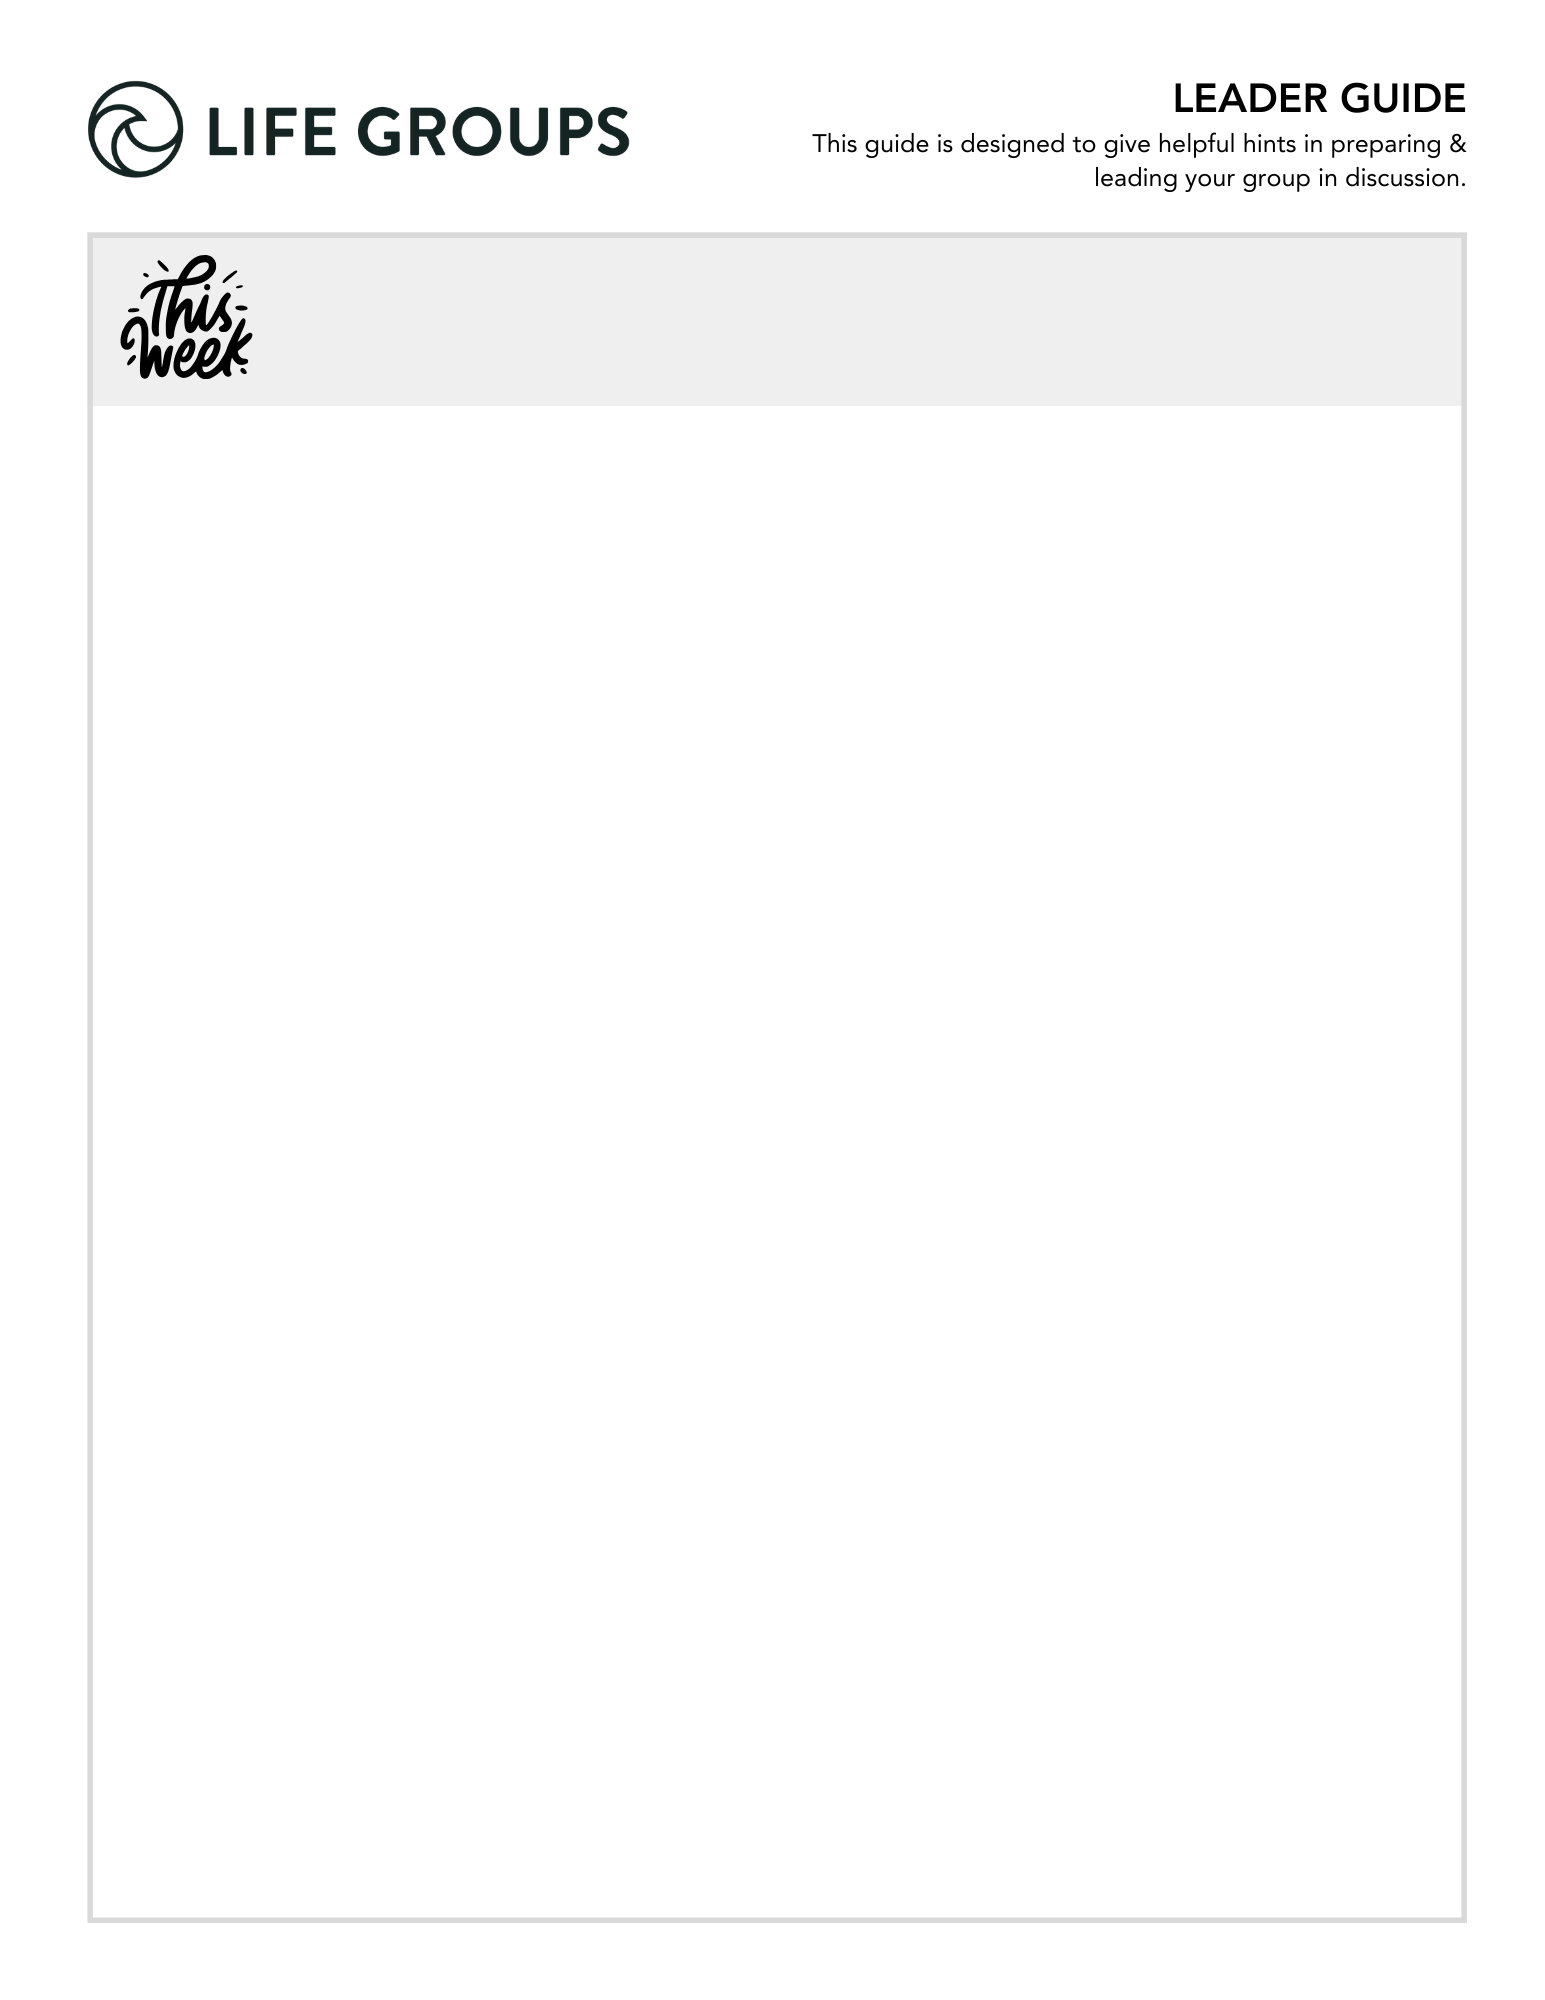 LIFE GROUPS
LEADER GUIDE
This guide is designed to give helpful hints in preparing &
leading your group in discussion.
This
Week